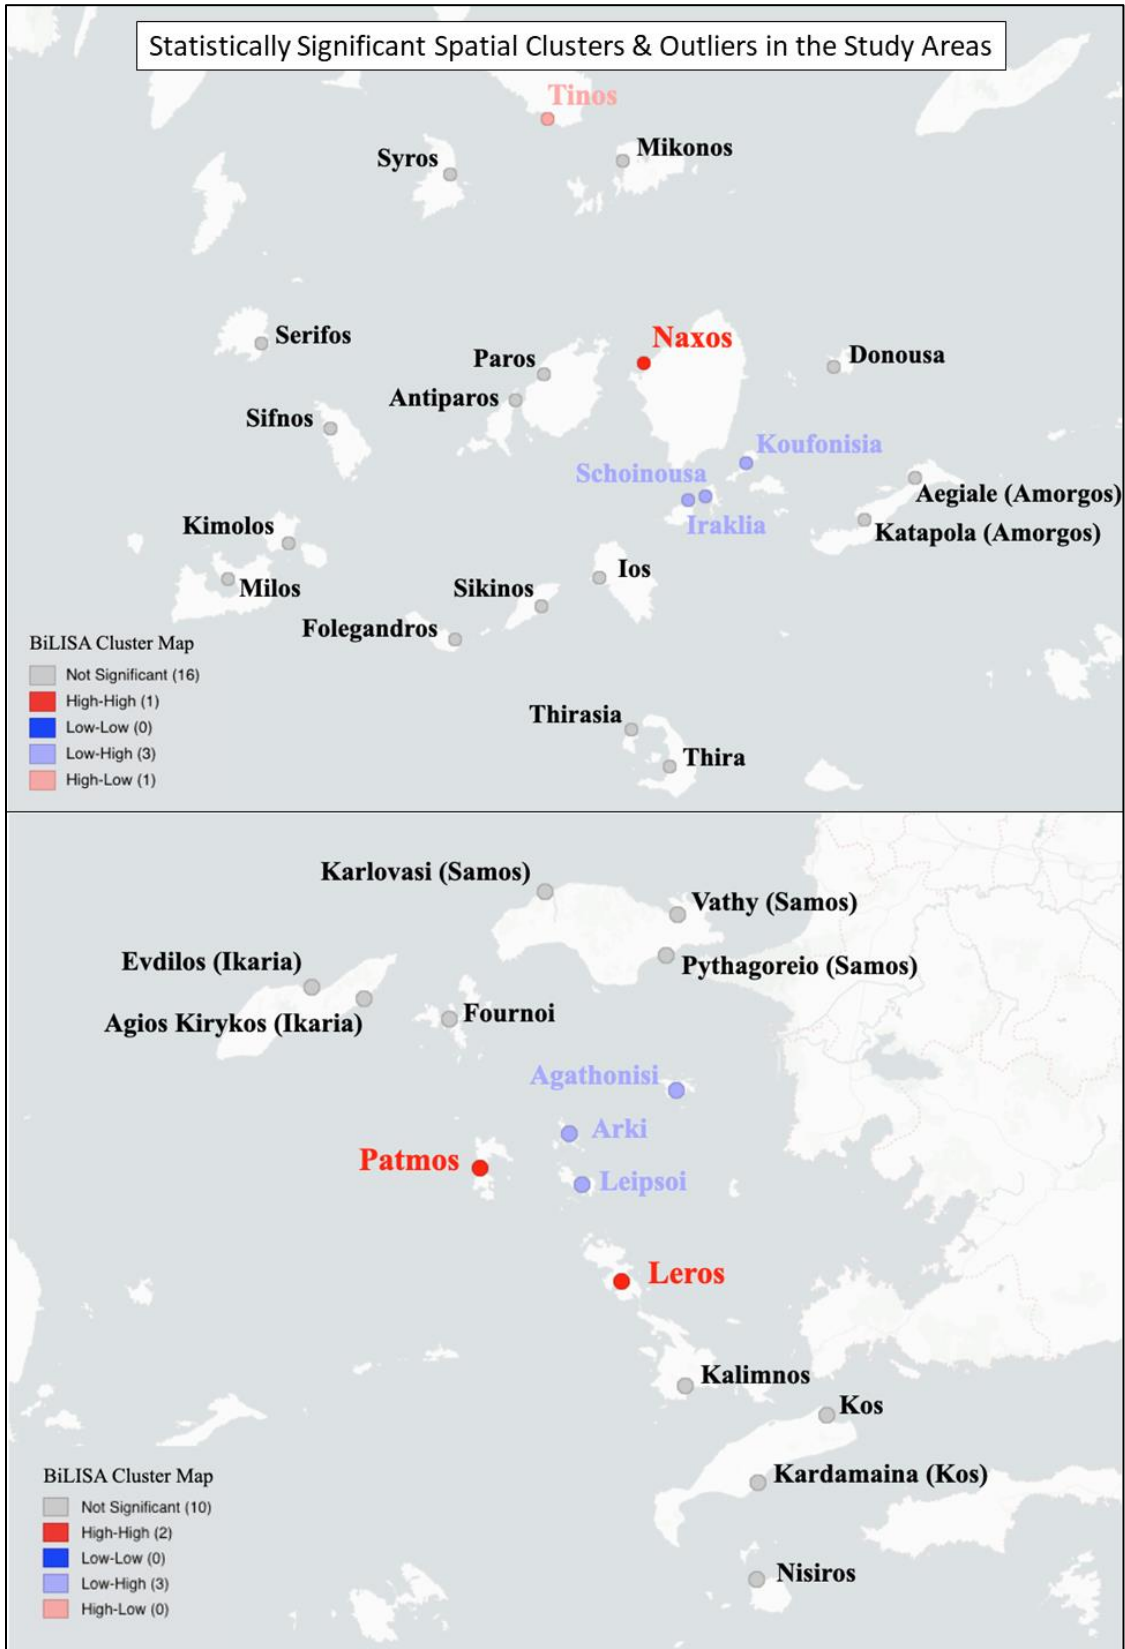 Statistically Significant Spatial Clusters & Outliers in the Study Areas
Tinos
Mikonos
Syros
Serifos
Naxos
Paros
Donousa
Antiparos
Sifnos
Koufonisia
Schoinousa
Aegiale (Amorgos)
Iraklia
Kimolos
Katapola (Amorgos)
Ios
Milos
Sikinos
Folegandros
BiLISA Cluster Map
Not Significant (16)
High-High (1)
Low-Low (0)
Low-High (3)
High-Low (1)
Thirasia
Thira
Karlovasi (Samos)
Vathy (Samos)
Evdilos (Ikaria)
Pythagoreio (Samos)
Agios Kirykos (Ikaria)
Fournoi
Agathonisi
Arki
Patmos
Leipsoi
Leros
Kalimnos
Kos
Kardamaina (Kos)
BiLISA Cluster Map
Not Significant (10)
High-High (2)
Low-Low (0)
Low-High (3)
High-Low (0)
Nisiros